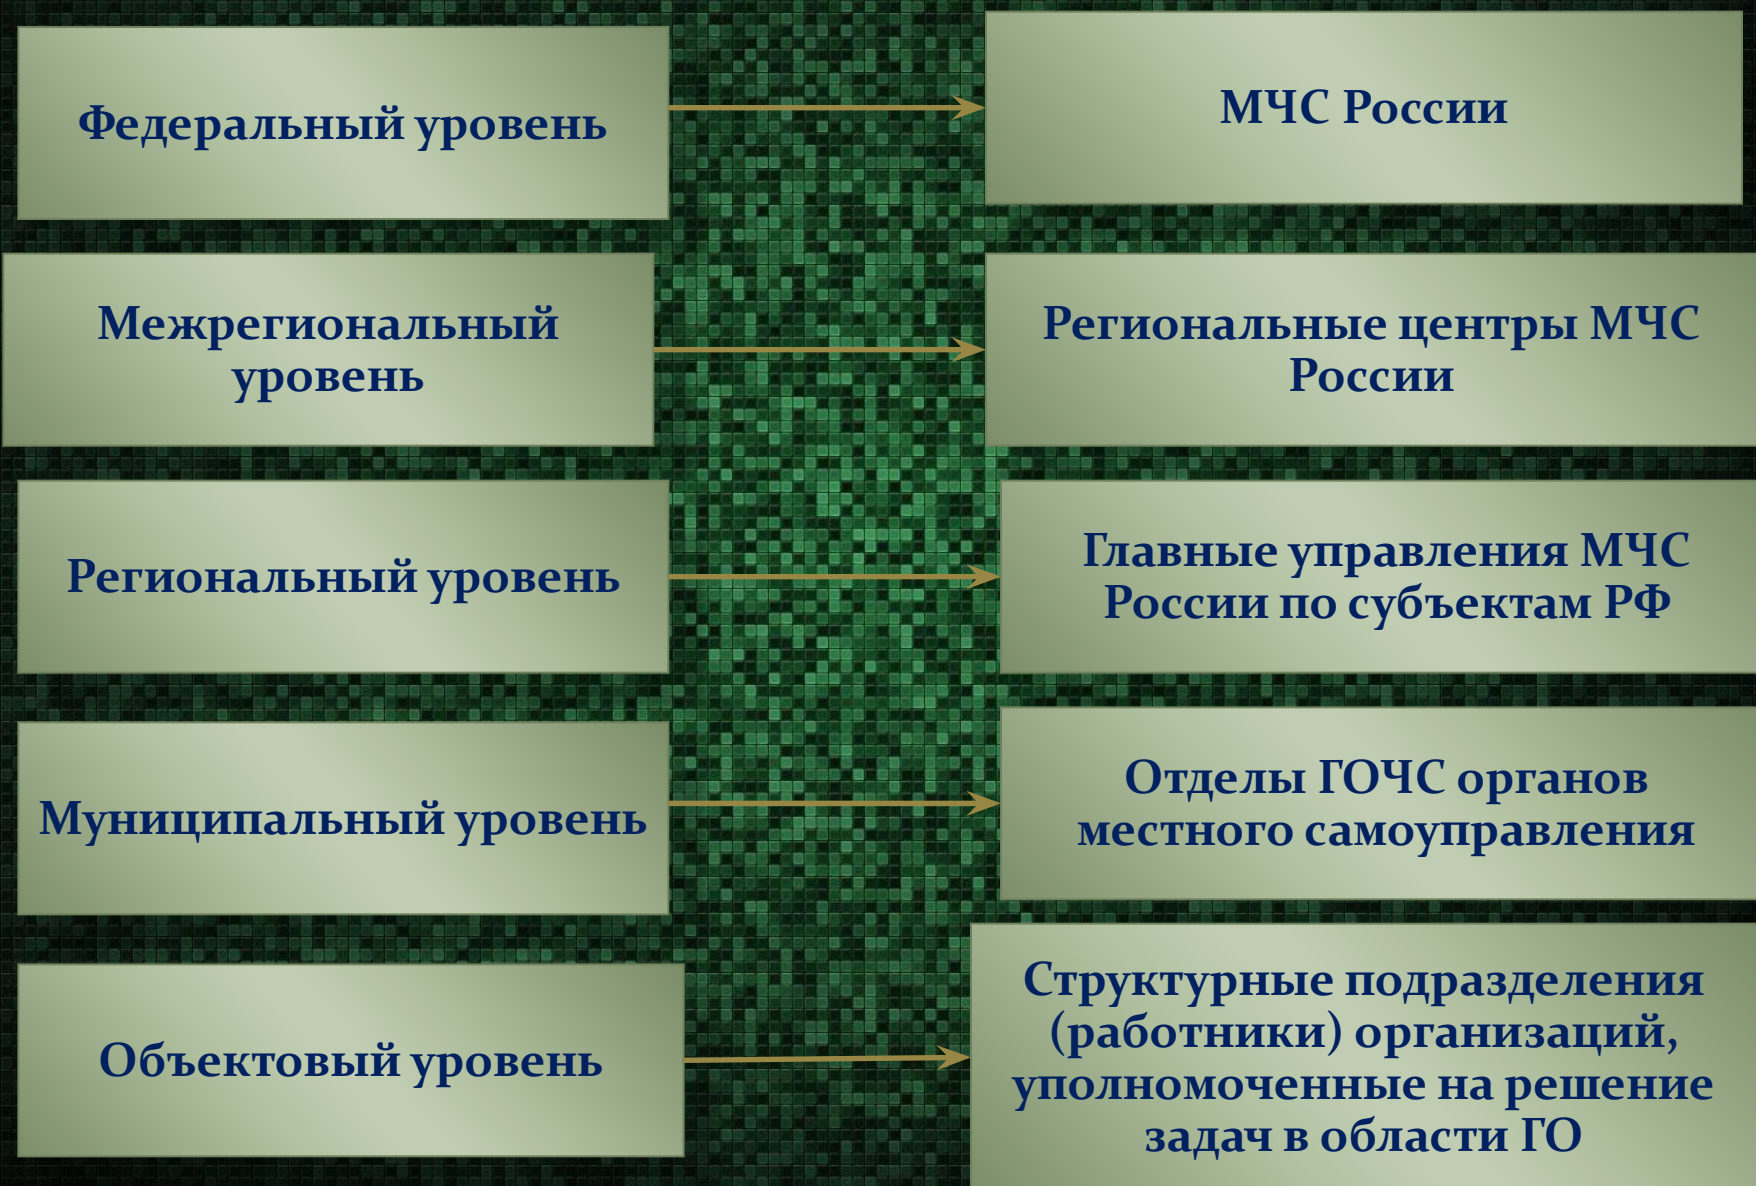 Федеральный уровень
МЧС России
Межрегиональный
уровень
Региональные центры МЧС
России
Региональный уровень
Главные управления МЧС
России по субъектам РФ
Муниципальный уровень
Отделы ГОЧС органов
местного самоуправления
Объектовый уровень
Структурные подразделения
(работники) организаций,
уполномоченные на решение
задач в области ГО